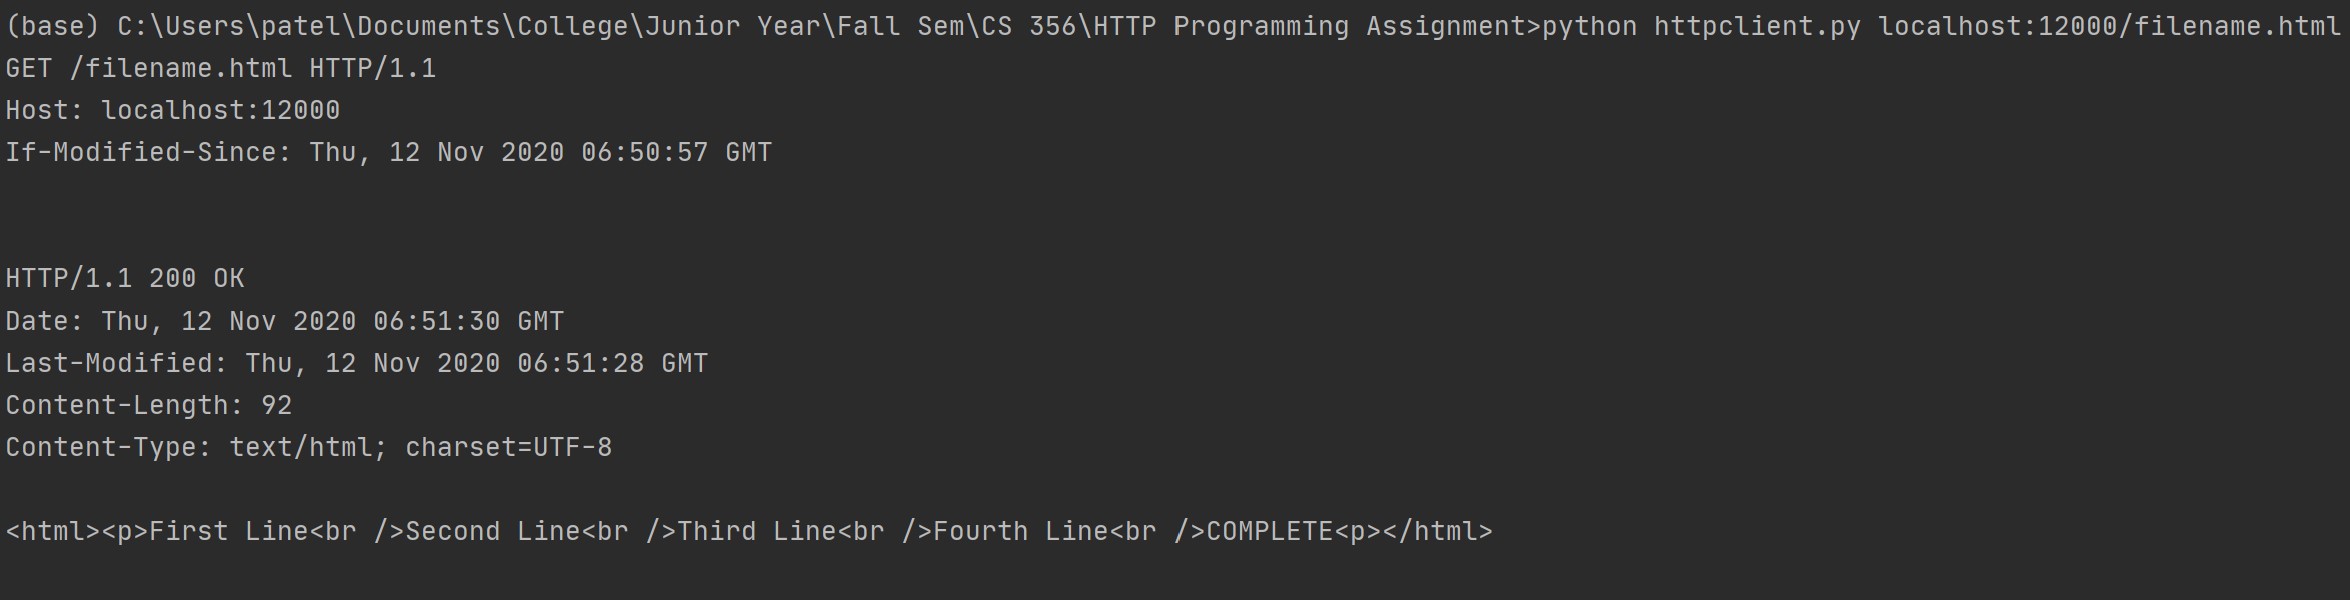 (base) C:\Users\patel\Documents\College\Junior Year\Fall Sem\CS 356\HTTP Programming Assignment>python httpclient.py localhost:12000/filename.html
GET /filename.html HTTP/1.1
Host: localhost:12000
If-Modified-Since: Thu, 12 Nov 2020 06:50:57 GMT
HTTP/1.1 200 OK
Date: Thu, 12 Nov 2020 06:51:30 GMT
Last-Modified: Thu, 12 Nov 2020 06:51:28 GMT
Content-Length: 92
Content-Type: text/html; charset=UTF-8
<html><p>First Line<br />Second Line<br />Third Line<br />Fourth Line<br />COMPLETE<p></html>